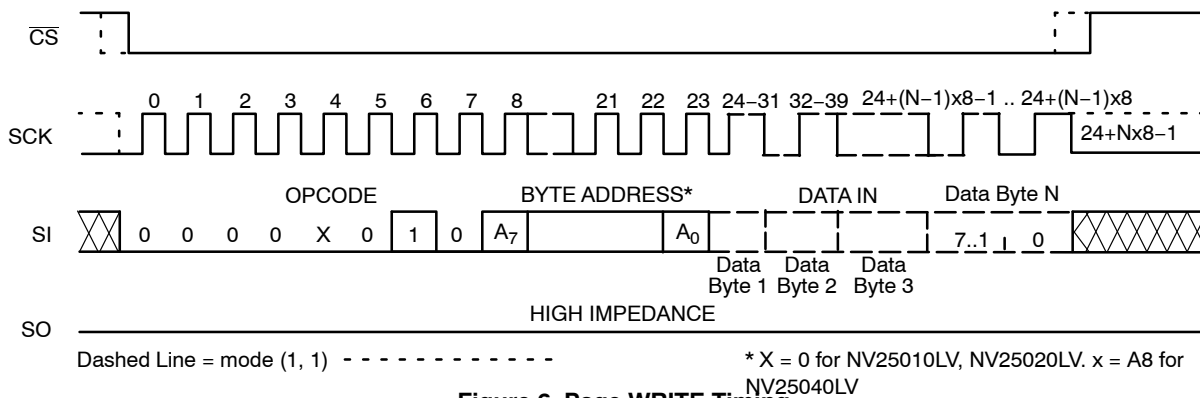 CS
0 1 2 3 4 5 6 7 8 21 22 23 24–31 32–39 24+(N–1)x8–1 .. 24+(N–1)x8
SCK
24+Nx8–1
OPCODE BYTE ADDRESS* DATA IN Data Byte N
SI
0 0 0 0 X 0 1 0 A7 A0 7..1 0
Data Byte 1
Data Byte 2
Data Byte 3
HIGH IMPEDANCE
SO
Dashed Line = mode (1, 1)
* X = 0 for NV25010LV, NV25020LV. x = A8 for
NV25040LV
Figure 6. Page WRITE Timing